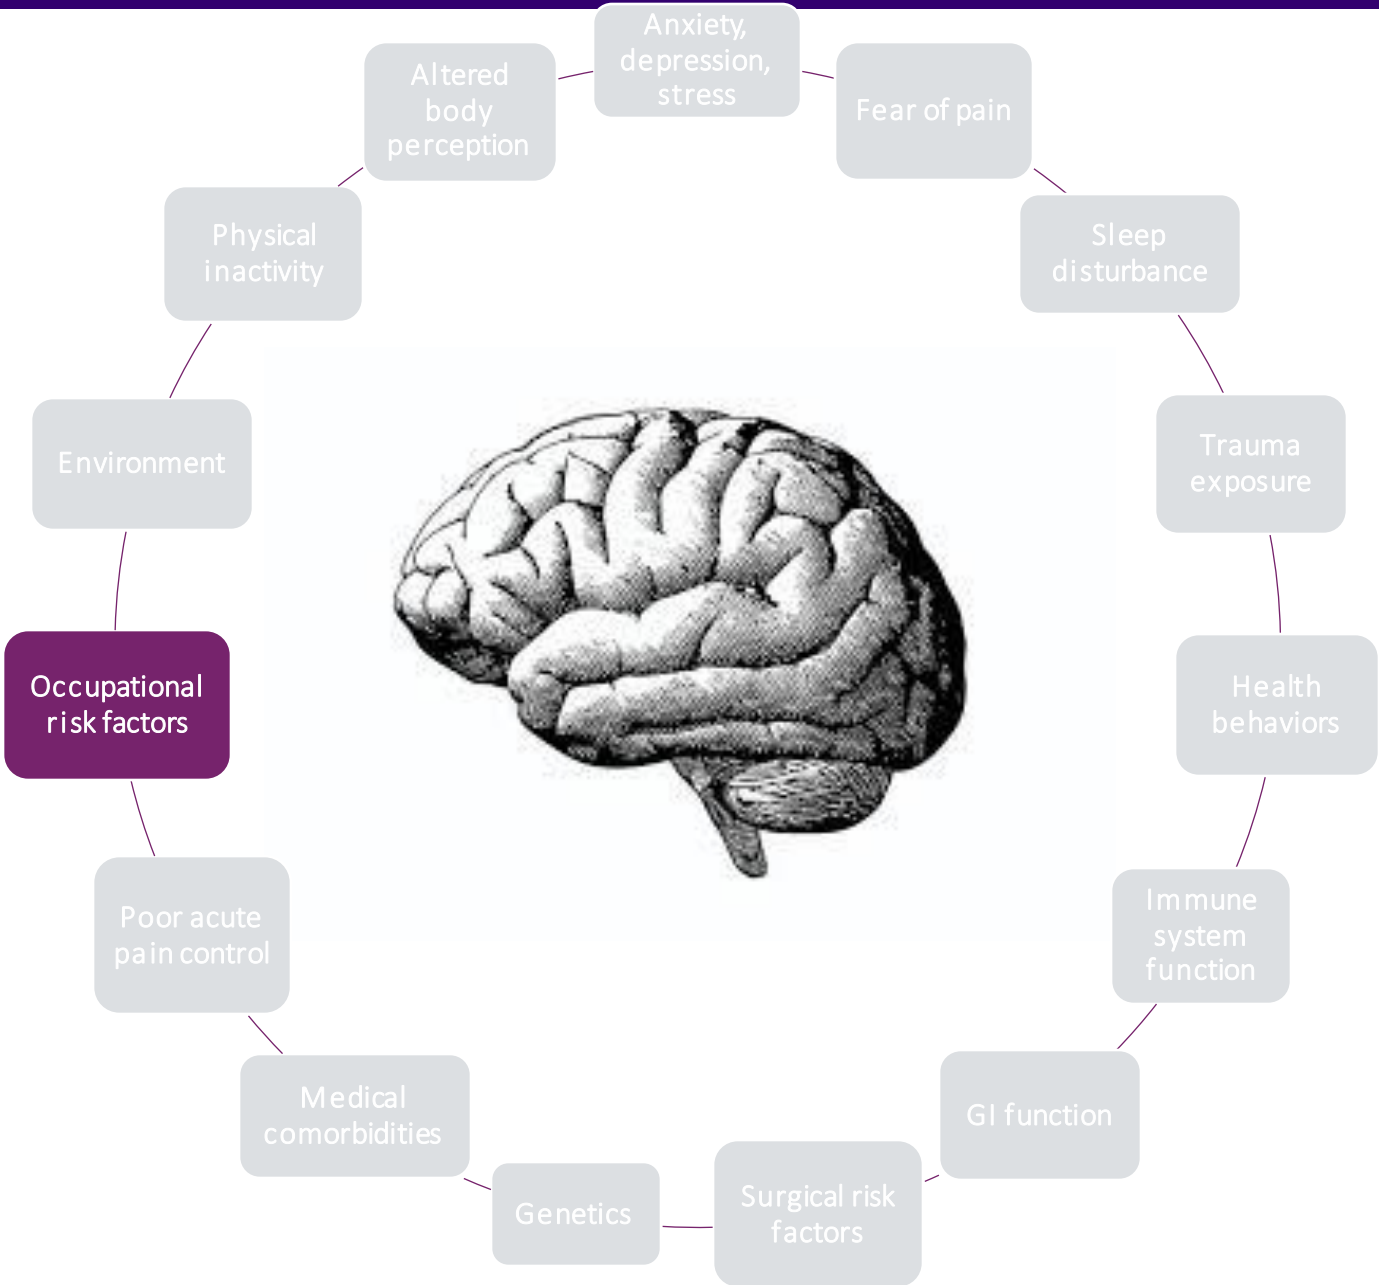 Anxiety,
depression,
stress
Fear of pain
Sleep
disturbance
Trauma
exposure
Health
behaviors
Immune
system
function
GI function
Surgical risk
factors
Genetics
Medical
comorbidities
Poor acute
pain control
Occupational
risk factors
Environment
Physical
inactivity
Altered
body
perception